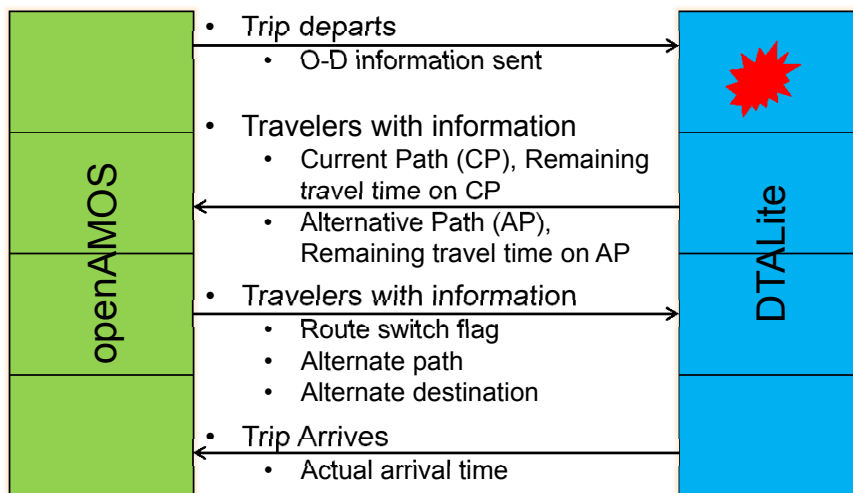 • Trip departs
• O-D information sent
• Travelers with information
• Current Path (CP), Remaining
travel time on CP
• Alternative Path (AP),
Remaining travel time on AP
• Travelers with information
• Route switch flag
• Alternate path
• Alternate destination
• Trip Arrives
• Actual arrival time
openAMOS
DTALite